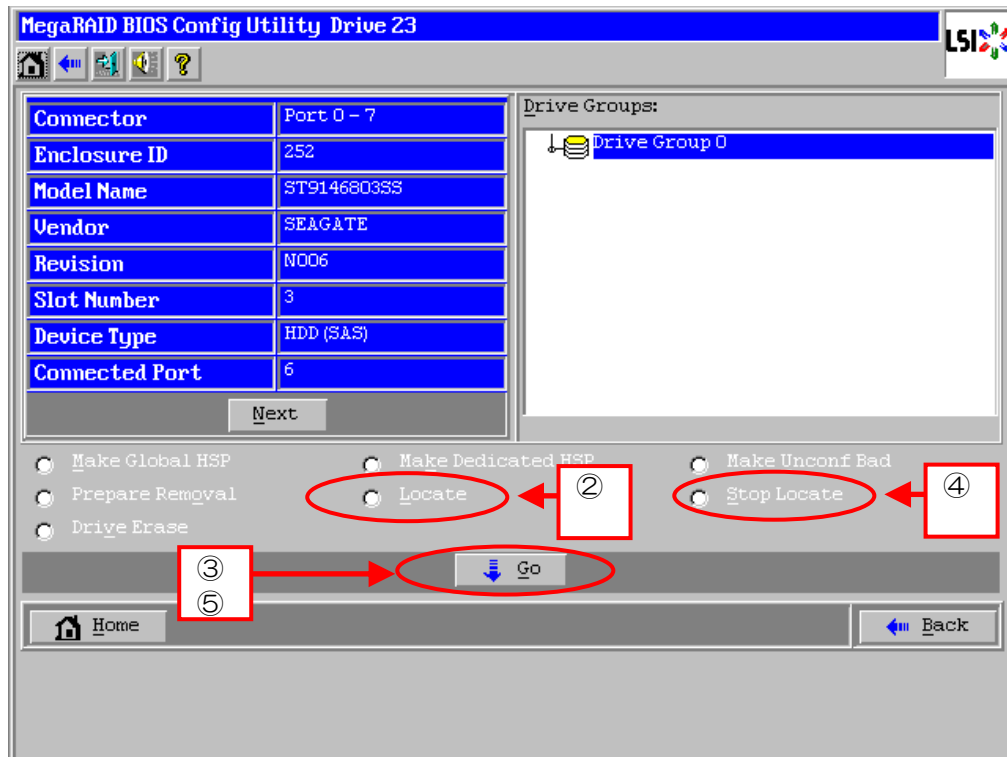 MegaRAID BIOS Config Utility Drive 23
LSI
Connector Port 0 - 7
Enclosure ID 252
Model Name ST9146803SS
Vendor SEAGATE
Revision N006
Slot Number 3
Device Type HDD (SAS)
Connected Port 6
Next
Drive Groups:
Drive Group 0
Make Global HSP Make Dedicated HSP Make Unconf Bad
Prepare Removal Locate ② Stop Locate ④
Drive Erase
③
⑤
Go
Home Back